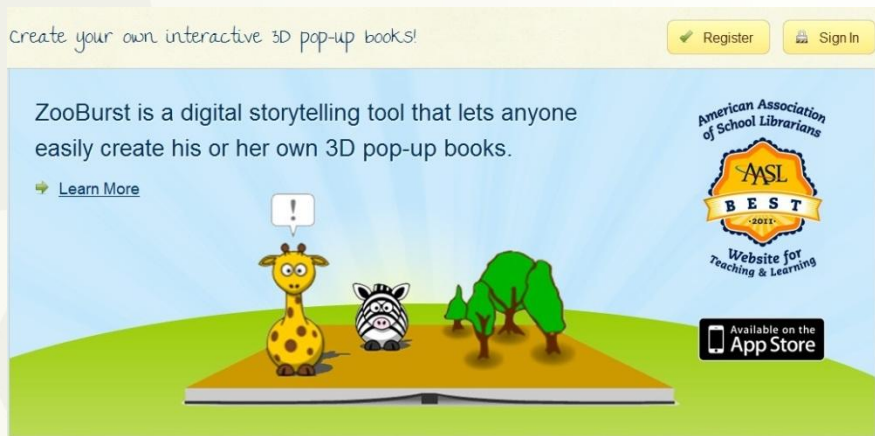 Create your own interactive 3D pop-up books!
Register
Sign In
ZooBurst is a digital storytelling tool that lets anyone
easily create his or her own 3D pop-up books.
Learn More
!
American Association
of School Librarians
AASL
BEST
·2011·
Website for
Teaching & Learning
Available on the
App Store